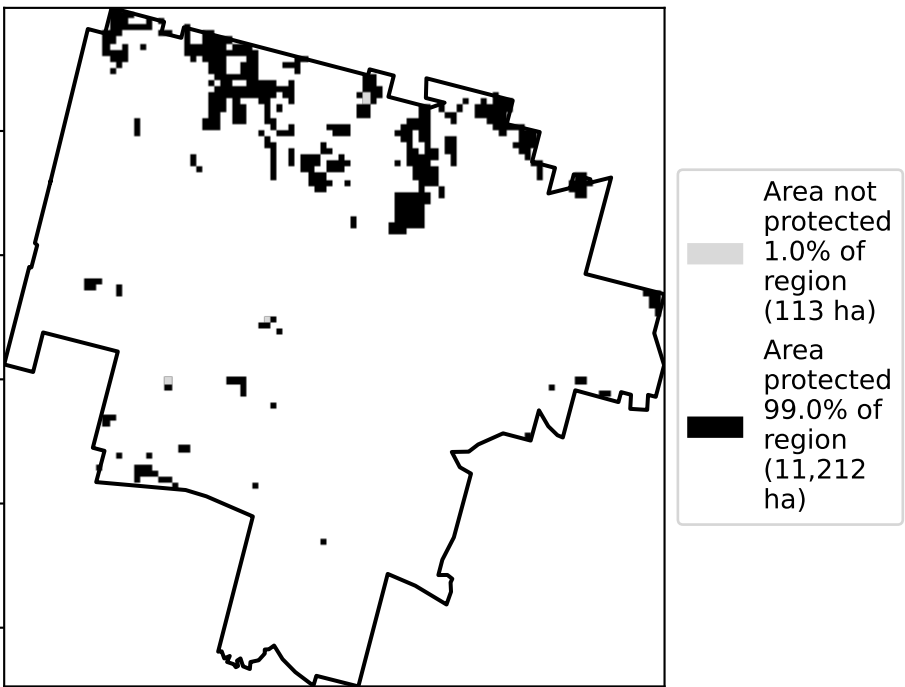 Area not
protected
1.0% of
region
(113 ha)
Area
protected
99.0% of
region
(11,212
ha)